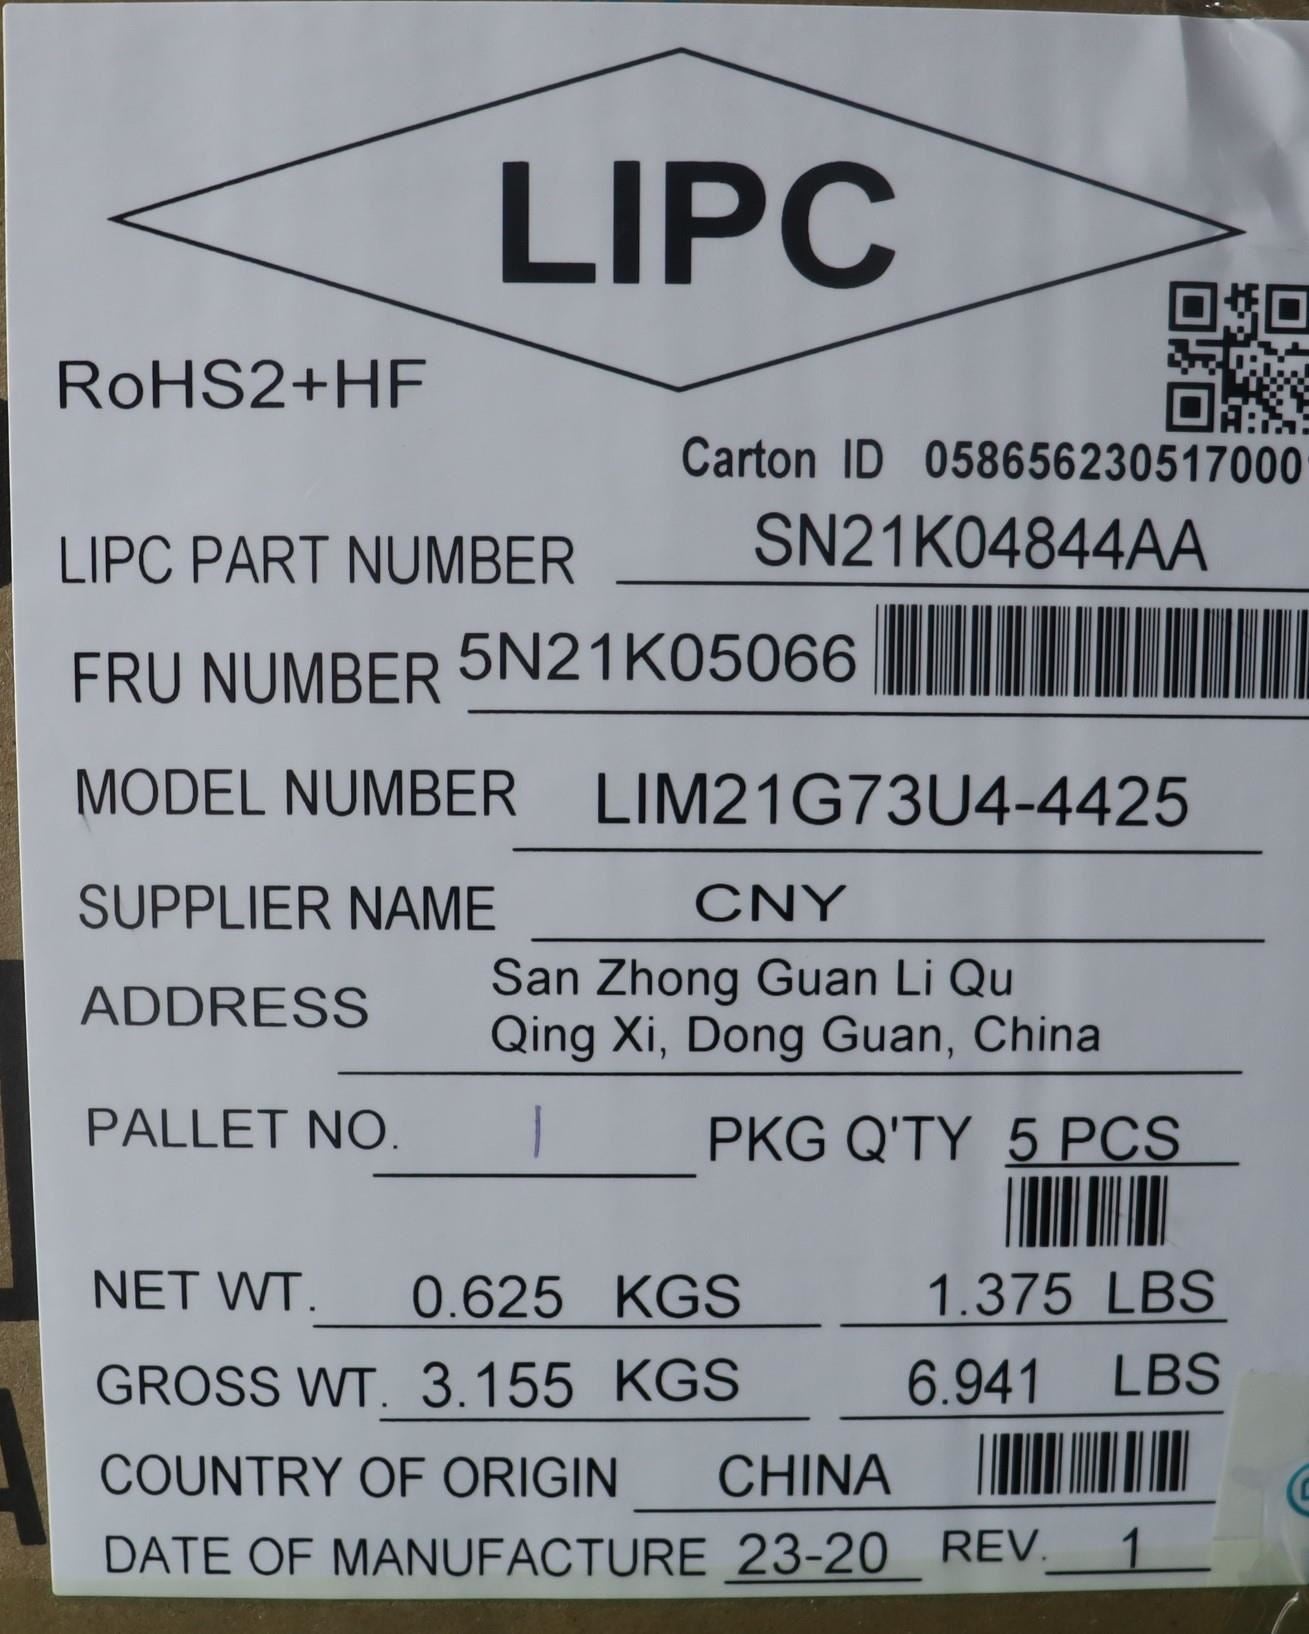 LIPC
RoHS2+HF
Carton ID 058656230517000
LIPC PART NUMBER SN21K04844AA
FRU NUMBER 5N21K05066
MODEL NUMBER LIM21G73U4-4425
SUPPLIER NAME CNY
ADDRESS San Zhong Guan Li Qu
Qing Xi, Dong Guan, China
PALLET NO. 1 PKG Q'TY 5 PCS
NET WT. 0.625 KGS 1.375 LBS
GROSS WT. 3.155 KGS 6.941 LBS
COUNTRY OF ORIGIN CHINA
DATE OF MANUFACTURE 23-20 REV. 1